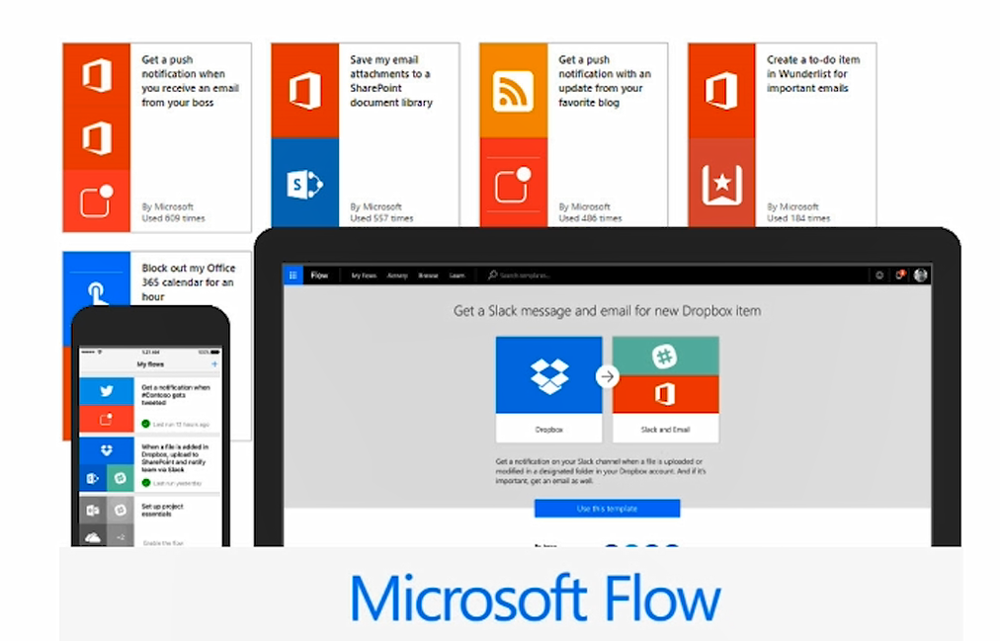 Get a push
notification when
you receive an email
from your boss
By Microsoft
Used 609 times
Save my email
attachments to a
SharePoint
document library
By Microsoft
Used 557 times
Get a push
notification with an
update from your
favorite blog
By Microsoft
Used 486 times
Create a to-do item
in Wunderlist for
important emails
By Microsoft
Used 184 times
Block out my Office
365 calendar for an
hour
1:21 AM
100%
My flows
Get a notification when
#Contoso gets
tweeted
Last run 12 hours ago
When a file is added in
Dropbox, upload to
SharePoint and notify
team via Slack
Last run yesterday
Set up project
essentials
+2
Enable the flow
Flow My flows Browse Learn Search templates...
Get a Slack message and email for new Dropbox item
Dropbox
Slack and Email
Get a notification on your Slack channel when a file is uploaded or
modified in a designated folder in your Dropbox account. And if it's
important, get an email as well.
Use this template
Microsoft Flow